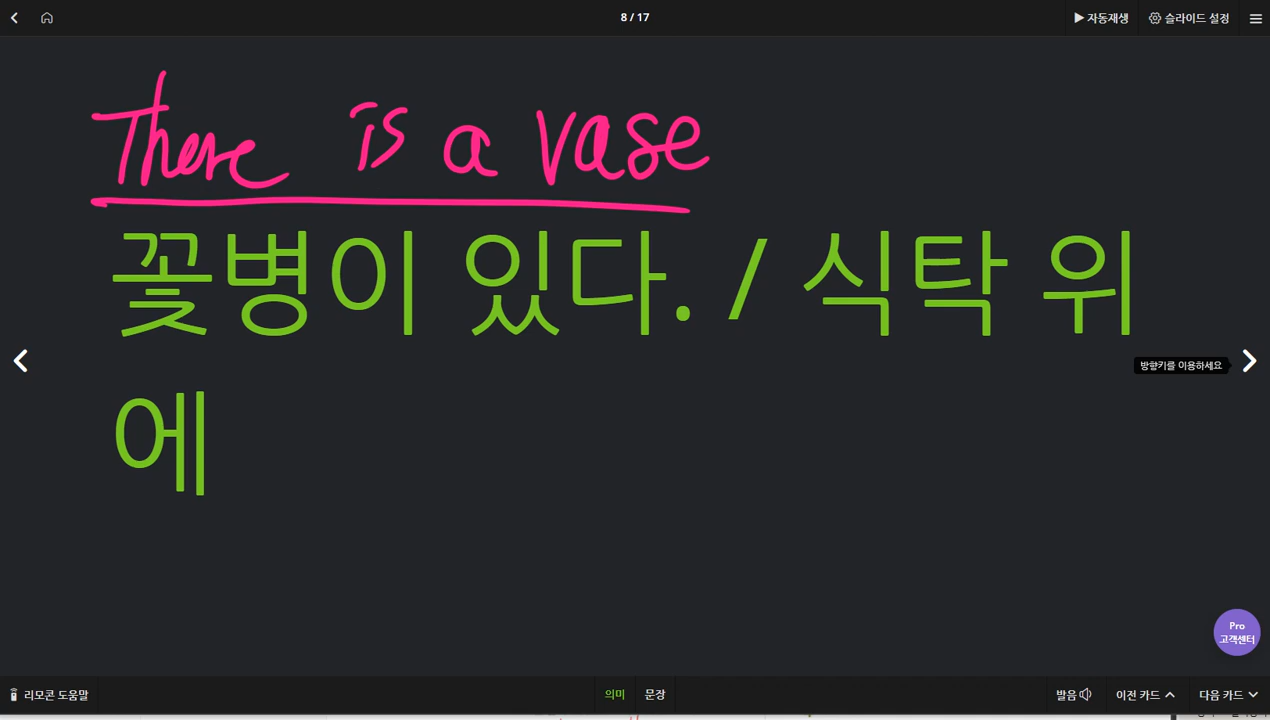 8 / 17
자동재생
슬라이드 설정
There is a vase
꽃병이 있다. / 식탁 위
에
방향키를 이용하세요
Pro
고객센터
리모콘 도움말
의미
문장
발음
이전 카드
다음 카드